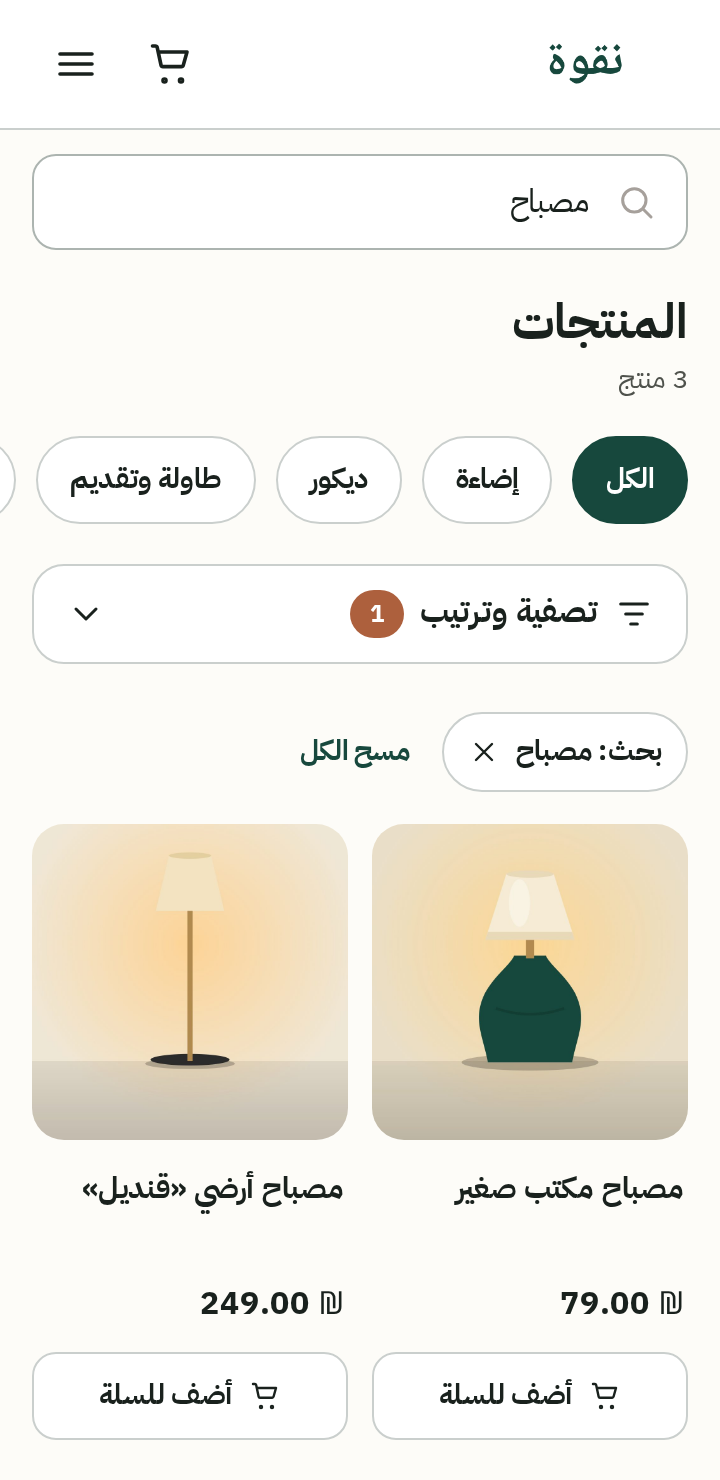 نقوة
مصباح
المنتجات
3 منتج
الكل
إضاءة
ديكور
طاولة وتقديم
تصفية وترتيب 1
بحث: مصباح
مسح الكل
مصباح مكتب صغير
₪ 79.00
أضف للسلة
مصباح أرضي «قنديل»
₪ 249.00
أضف للسلة